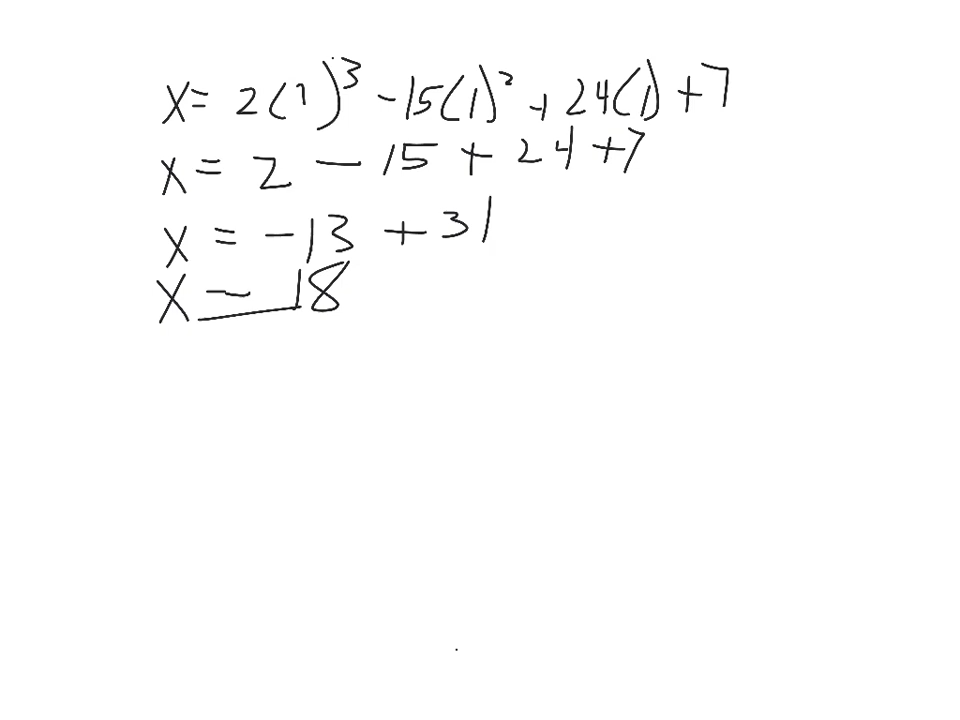 x = 2(1)³ - 15(1)² + 24(1) + 7
x = 2 - 15 + 24 + 7
x = -13 + 31
x = 18